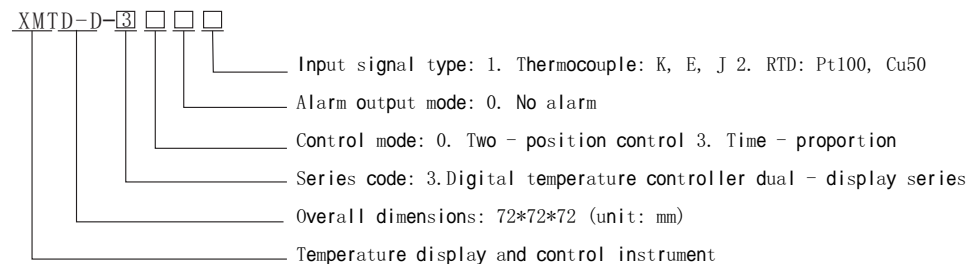 XMTD-D-3□□□
Input signal type: 1. Thermocouple: K, E, J 2. RTD: Pt100, Cu50
Alarm output mode: 0. No alarm
Control mode: 0. Two - position control 3. Time - proportion
Series code: 3.Digital temperature controller dual - display series
Overall dimensions: 72*72*72 (unit: mm)
Temperature display and control instrument